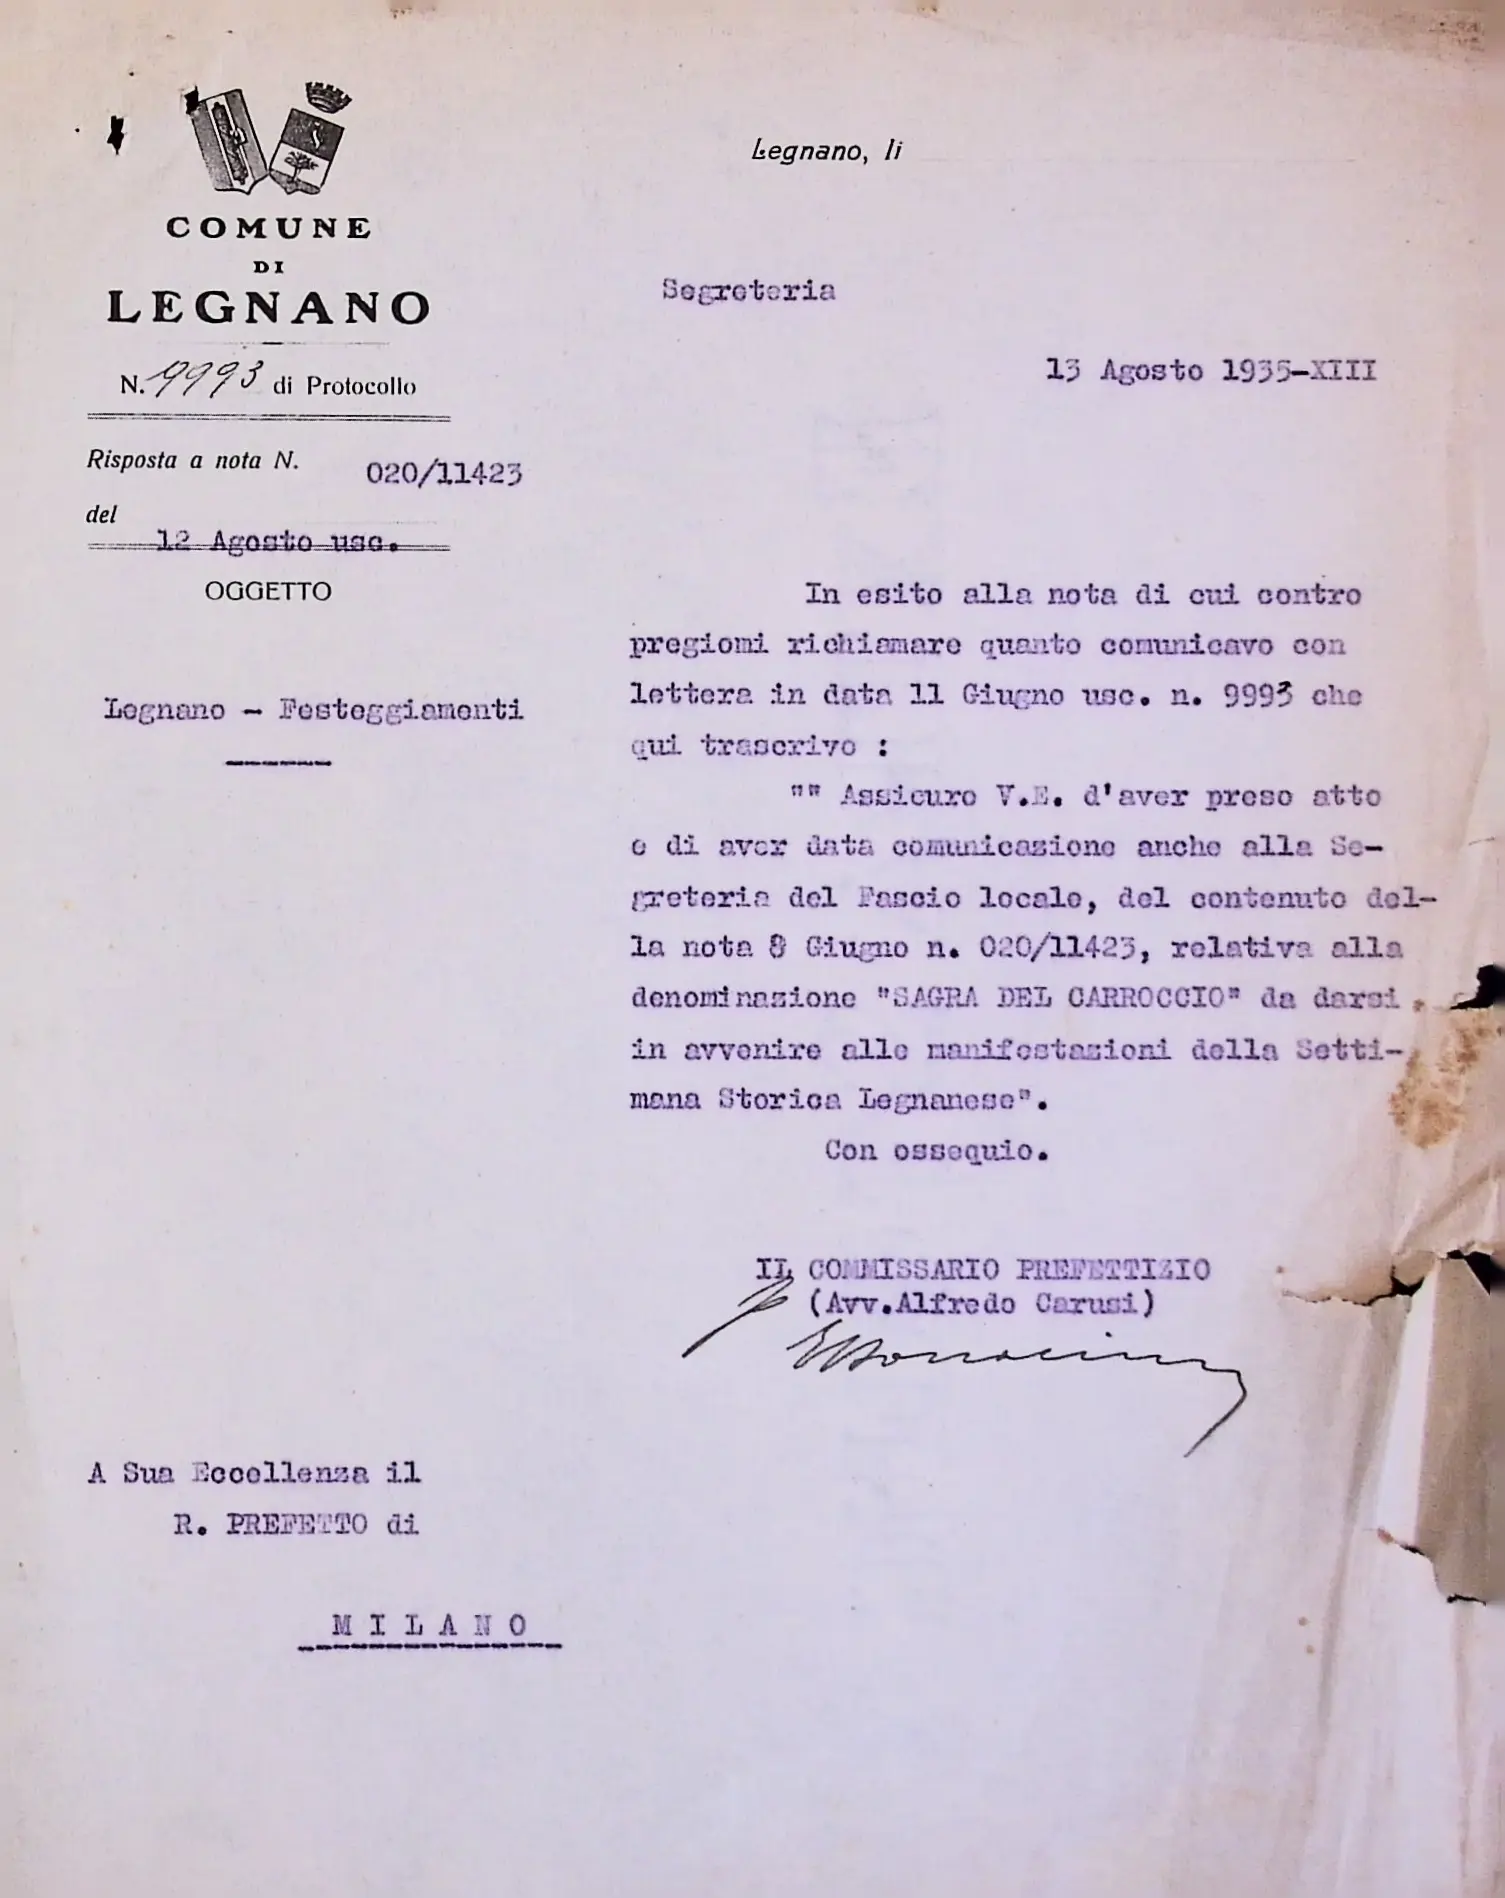 COMUNE
DI
LEGNANO
N. 9993 di Protocollo
Risposta a nota N. 020/11423
del
12 Agosto usc.
OGGETTO
Legnano - Festeggiamenti
Legnano, li
Segreteria
13 Agosto 1935-XIII
In esito alla nota di cui contro
pregiomi richiamare quanto comunicavo con
lettera in data 11 Giugno usc. n. 9993 che
qui trascrivo :
"" Assicuro V.E. d'aver preso atto
e di aver data comunicazione anche alla Se-
greteria del Fascio locale, del contenuto del-
la nota 8 Giugno n. 020/11423, relativa alla
denominazione "SAGRA DEL CARROCCIO" da darsi
in avvenire alle manifestazioni della Setti-
mana Storica Legnanese".
Con ossequio.
IL COMMISSARIO PREFETTIZIO
(Avv.Alfredo Carusi)
A Sua Eccellenza il
R. PREFETTO di
MILANO